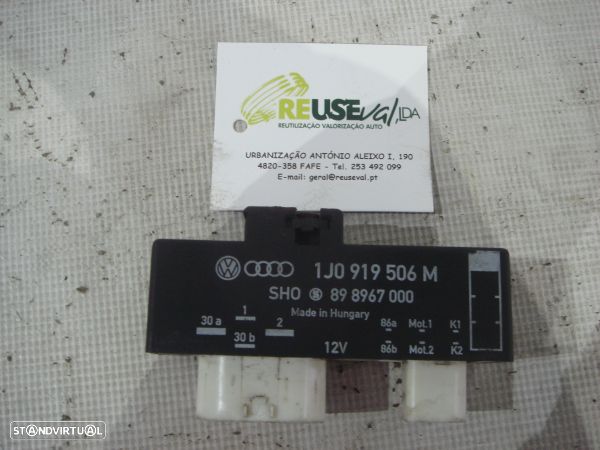 REUSEval,LDA
REUTILIZAÇÃO VALORIZAÇÃO AUTO
URBANIZAÇÃO ANTÓNIO ALEIXO I, 190
4820-358 FAFE - Tel. 253 492 099
E-mail: geral@reuseval.pt
1J0 919 506 M
SHO S 89 8967 000
Made in Hungary
30 a 1 2 86a Mot.1 K1
30 b 12V 86b Mot.2 K2
STANDVIRTUAL